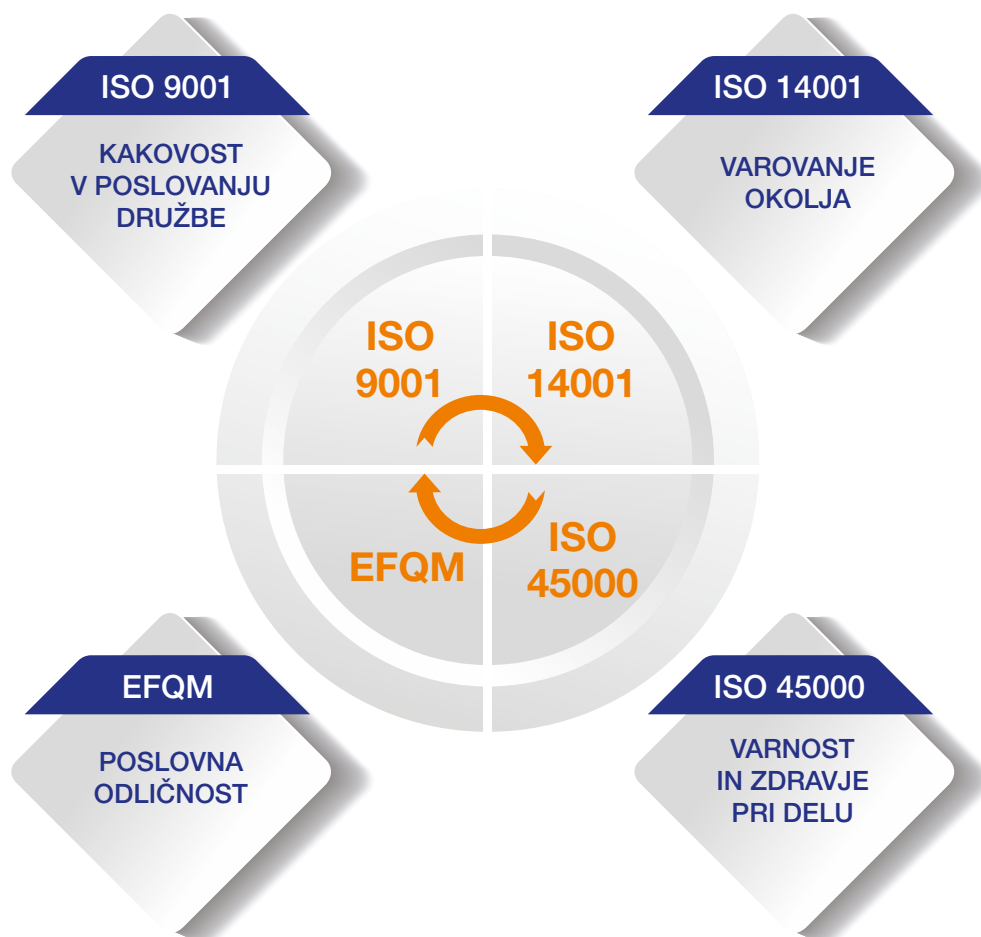 ISO 9001
KAKOVOST
V POSLOVANJU
DRUŽBE
ISO 14001
VAROVANJE
OKOLJA
ISO
9001
ISO
14001
EFQM
ISO
45000
EFQM
POSLOVNA
ODLIČNOST
ISO 45000
VARNOST
IN ZDRAVJE
PRI DELU